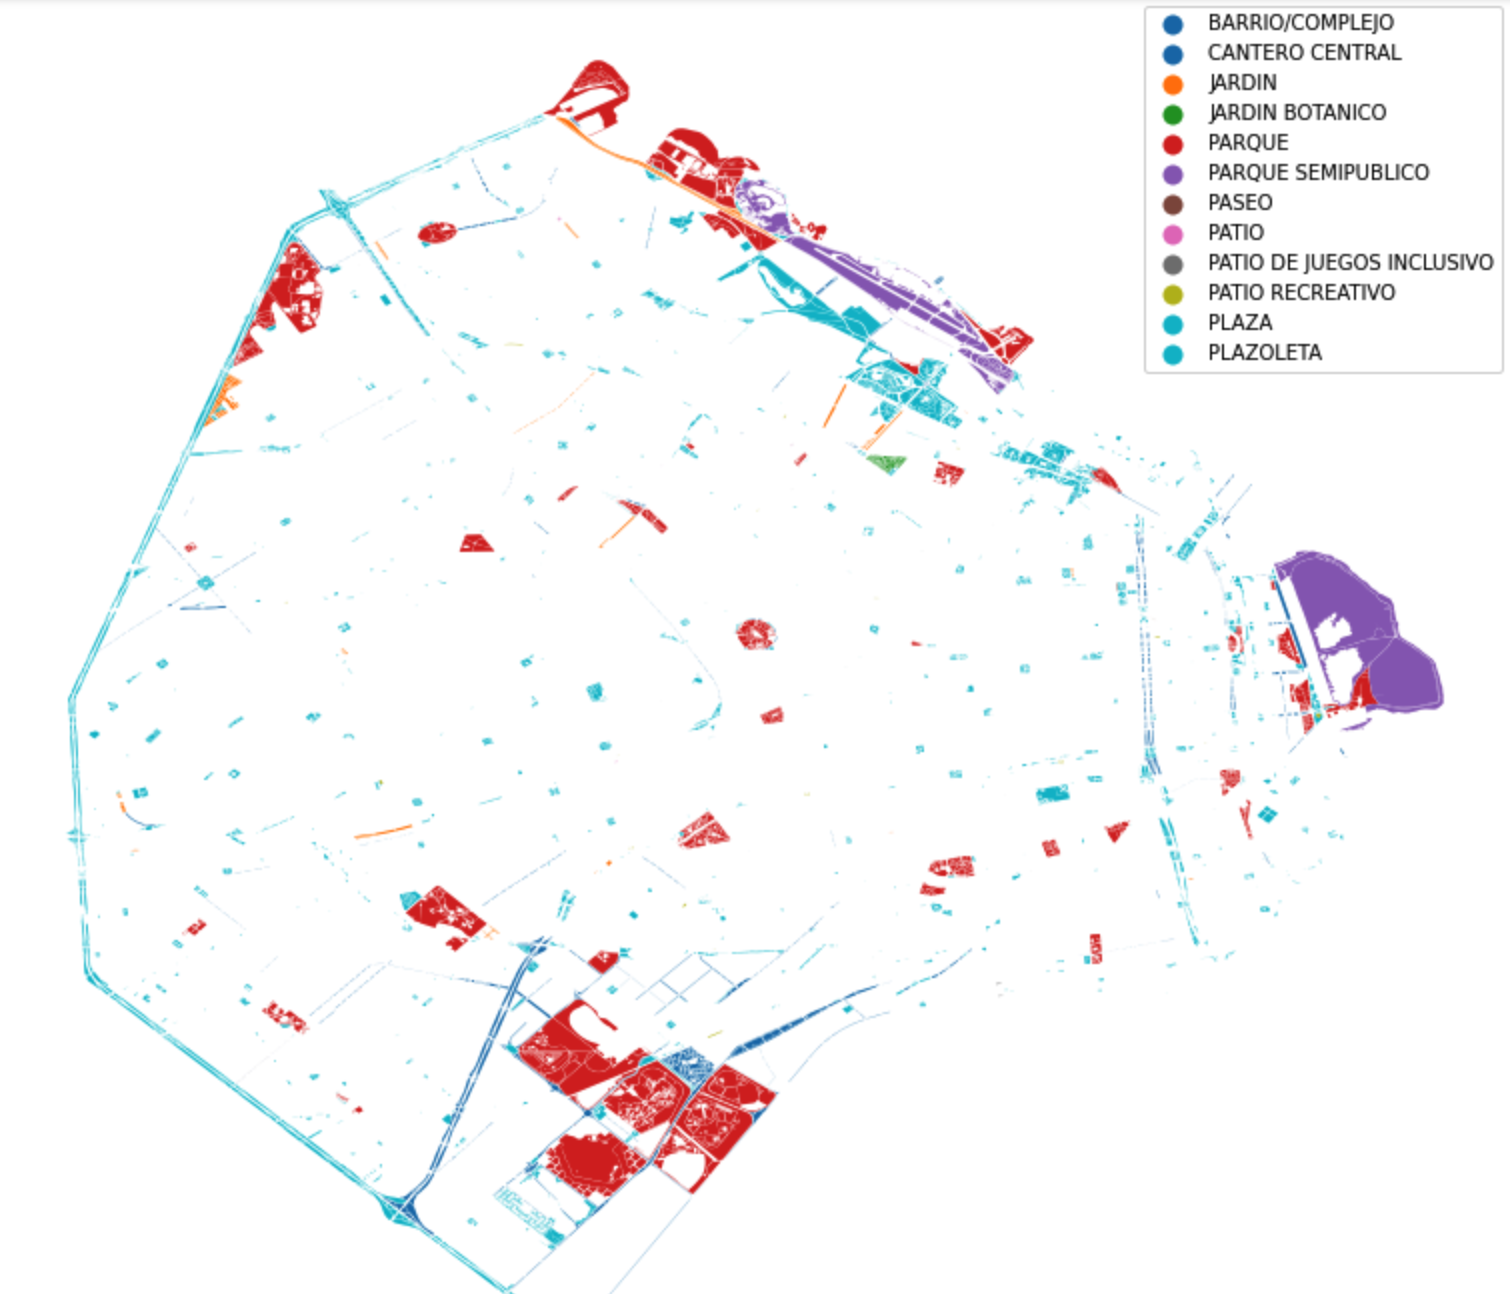 BARRIO/COMPLEJO
CANTERO CENTRAL
JARDIN
JARDIN BOTANICO
PARQUE
PARQUE SEMIPUBLICO
PASEO
PATIO
PATIO DE JUEGOS INCLUSIVO
PATIO RECREATIVO
PLAZA
PLAZOLETA